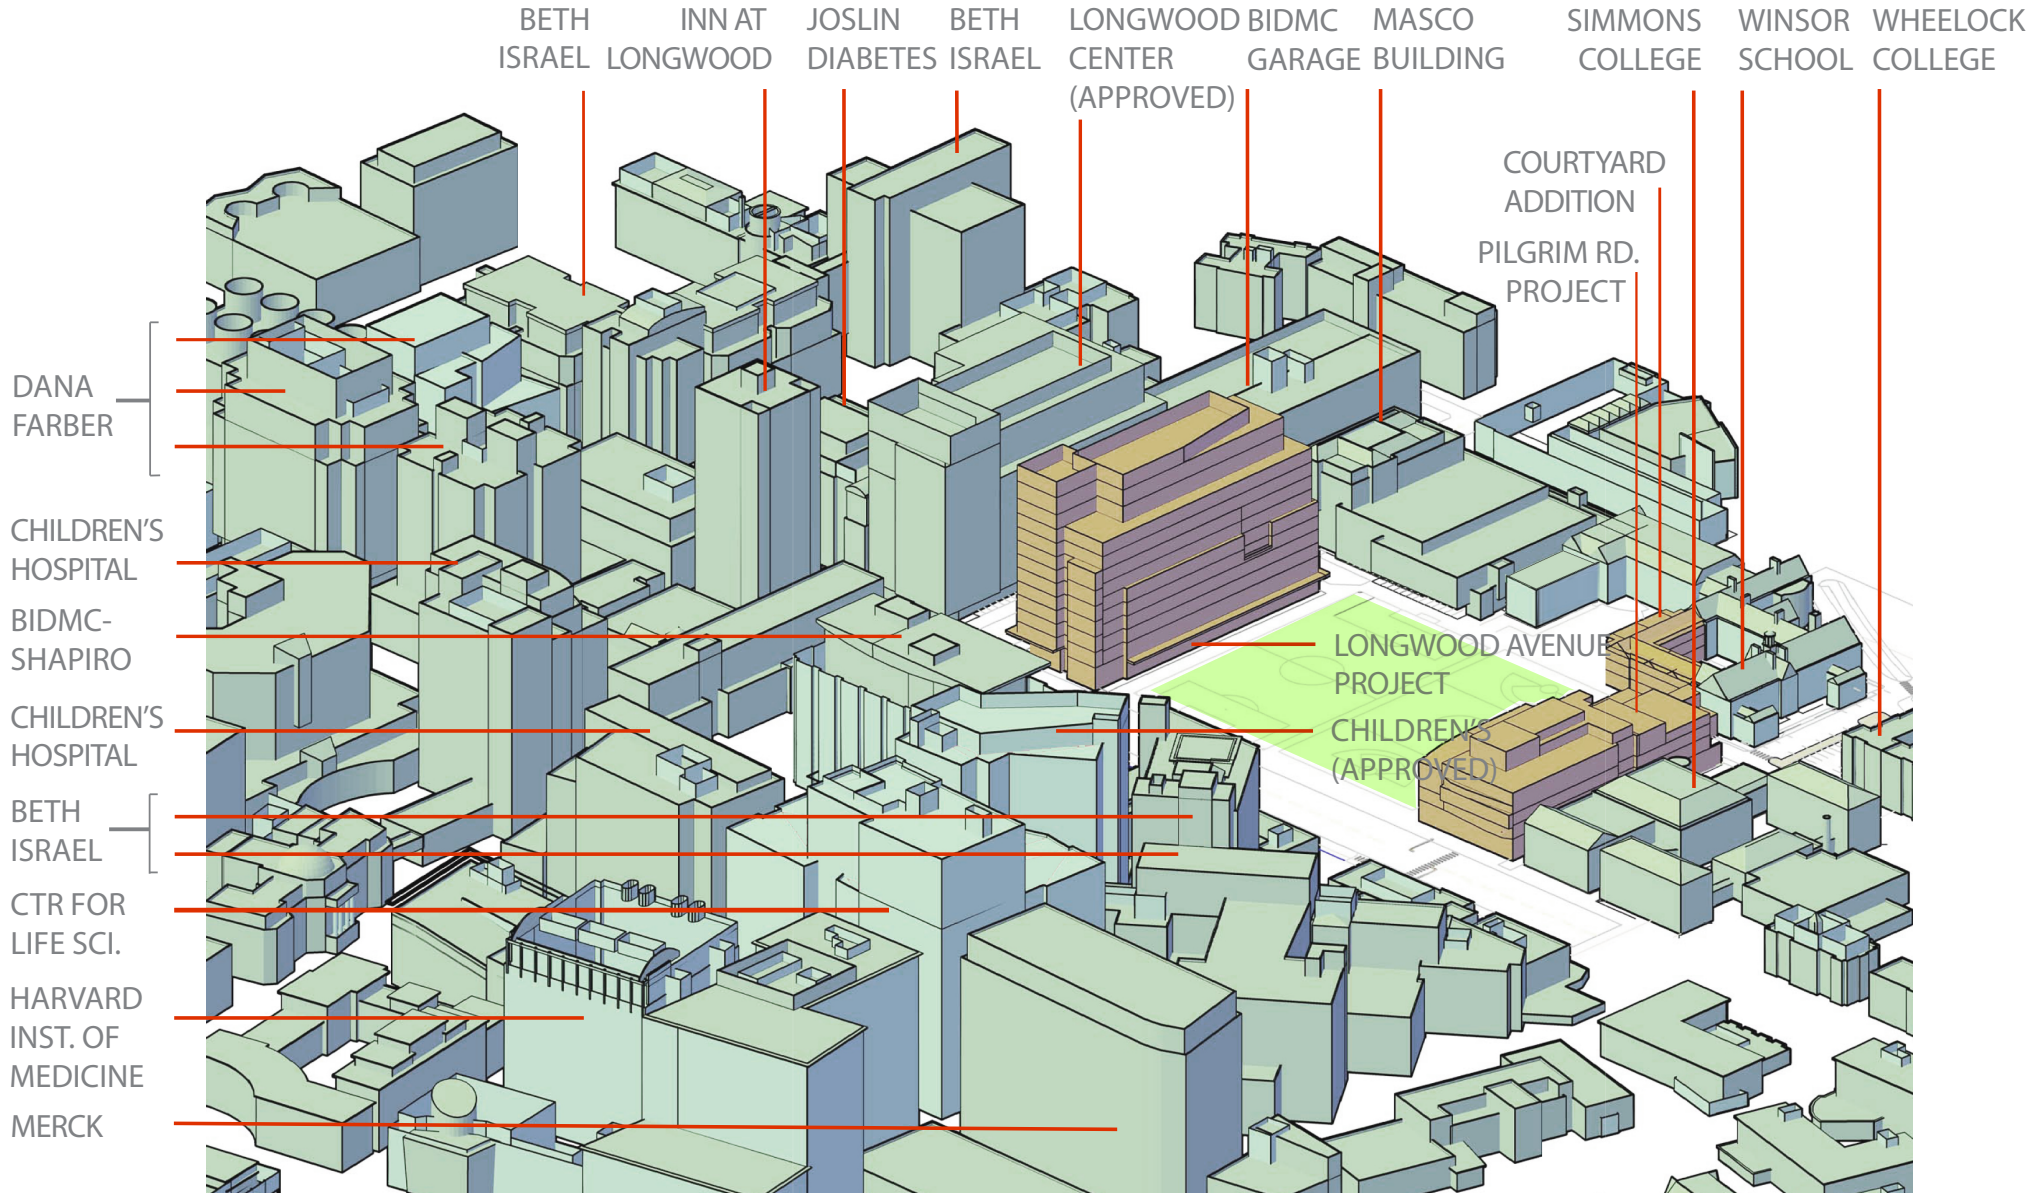 BETH
ISRAEL
INN AT
LONGWOOD
JOSLIN
DIABETES
BETH
ISRAEL
LONGWOOD
CENTER
(APPROVED)
BIDMC
GARAGE
MASCO
BUILDING
SIMMONS
COLLEGE
WINSOR
SCHOOL
WHEELOCK
COLLEGE
COURTYARD
ADDITION
PILGRIM RD.
PROJECT
DANA
FARBER
CHILDREN'S
HOSPITAL
BIDMC-
SHAPIRO
LONGWOOD AVENUE
PROJECT
CHILDREN'S
HOSPITAL
CHILDREN'S
(APPROVED)
BETH
ISRAEL
CTR FOR
LIFE SCI.
HARVARD
INST. OF
MEDICINE
MERCK